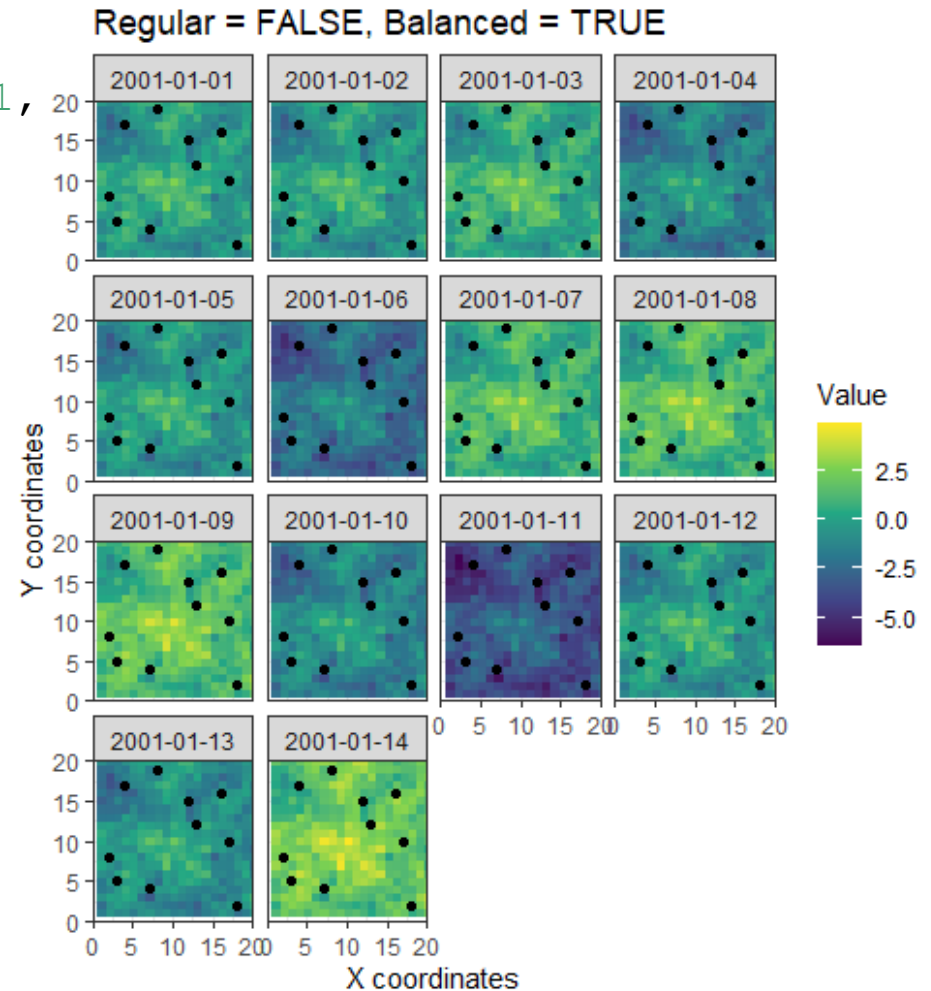 Regular = FALSE, Balanced = TRUE
1,
2001-01-01 2001-01-02 2001-01-03 2001-01-04
20
15
10
5
0
2001-01-05 2001-01-06 2001-01-07 2001-01-08
20
15
10
5
0
2001-01-09 2001-01-10 2001-01-11 2001-01-12
20
15
10
5
0
0 5 10 15 20 0 5 10 15 20
2001-01-13 2001-01-14
20
15
10
5
0
0 5 10 15 20 0 5 10 15 20
X coordinates
Y coordinates
Value
2.5
0.0
-2.5
-5.0